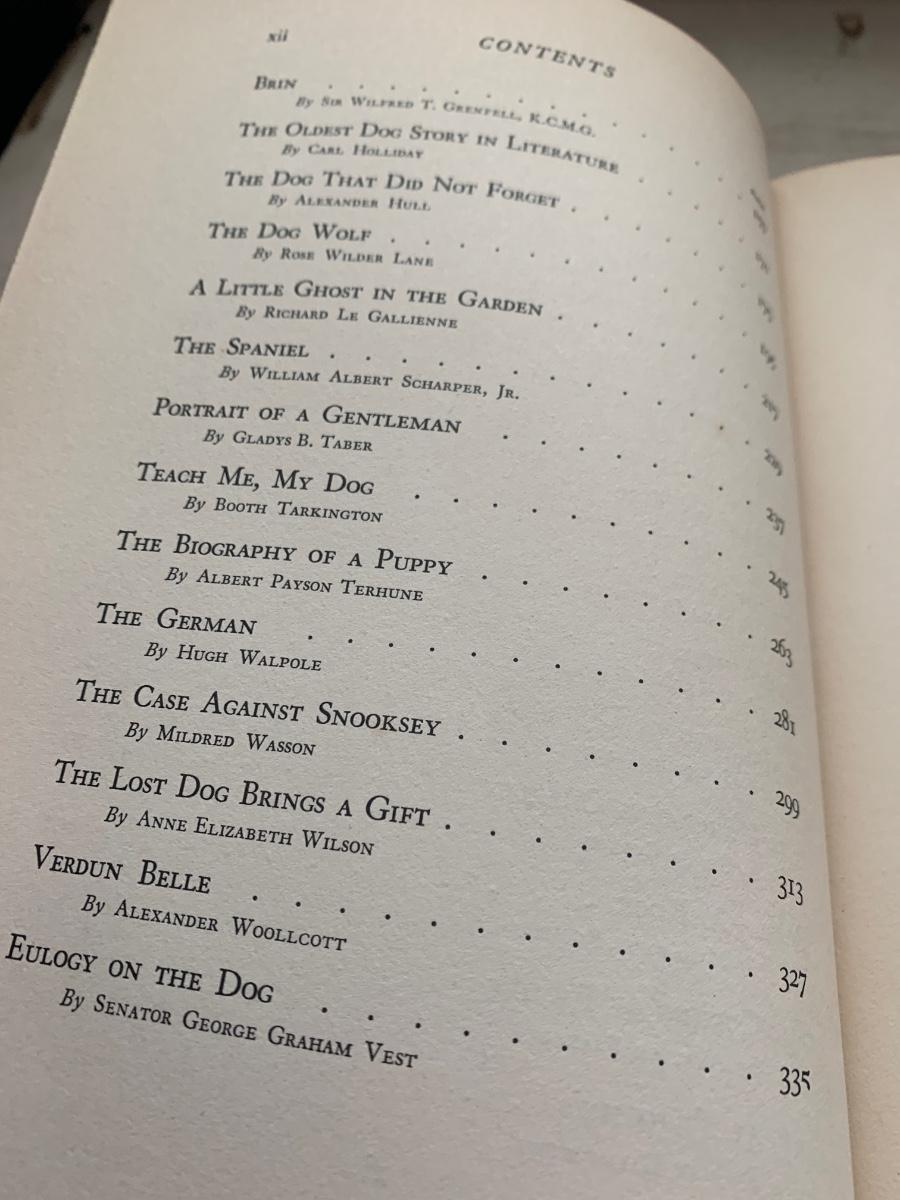 xii
CONTENTS
BRIN
By SIR WILFRED T. GRENFELL, K.C.M.G.
THE OLDEST DOG STORY IN LITERATURE
By CARL HOLLIDAY
THE DOG THAT DID NOT FORGET
By ALEXANDER HULL
THE DOG WOLF
By ROSE WILDER LANE
A LITTLE GHOST IN THE GARDEN
By RICHARD LE GALLIENNE
THE SPANIEL
By WILLIAM ALBERT SCHARPER, JR.
PORTRAIT OF A GENTLEMAN . . . . . . . 237
By GLADYS B. TABER
TEACH ME, MY DOG . . . . . . . . 245
By BOOTH TARKINGTON
THE BIOGRAPHY OF A PUPPY . . . . . . . 263
By ALBERT PAYSON TERHUNE
THE GERMAN . . . . . . . . . . . 281
By HUGH WALPOLE
THE CASE AGAINST SNOOKSEY . . . . . . . 299
By MILDRED WASSON
THE LOST DOG BRINGS A GIFT . . . . . . . 313
By ANNE ELIZABETH WILSON
VERDUN BELLE . . . . . . . . . . . 327
By ALEXANDER WOOLLCOTT
EULOGY ON THE DOG . . . . . . . . . 335
By SENATOR GEORGE GRAHAM VEST